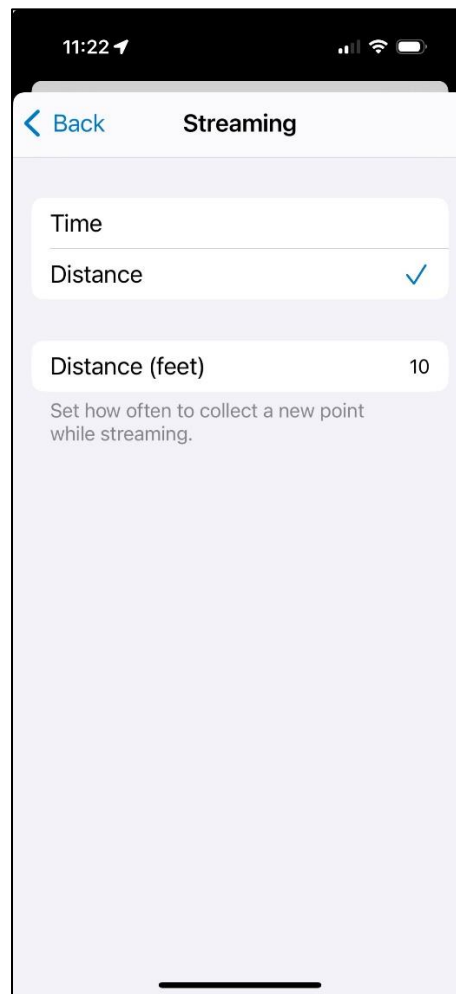 11:22
Back
Streaming
Time
Distance
Distance (feet)
10
Set how often to collect a new point
while streaming.